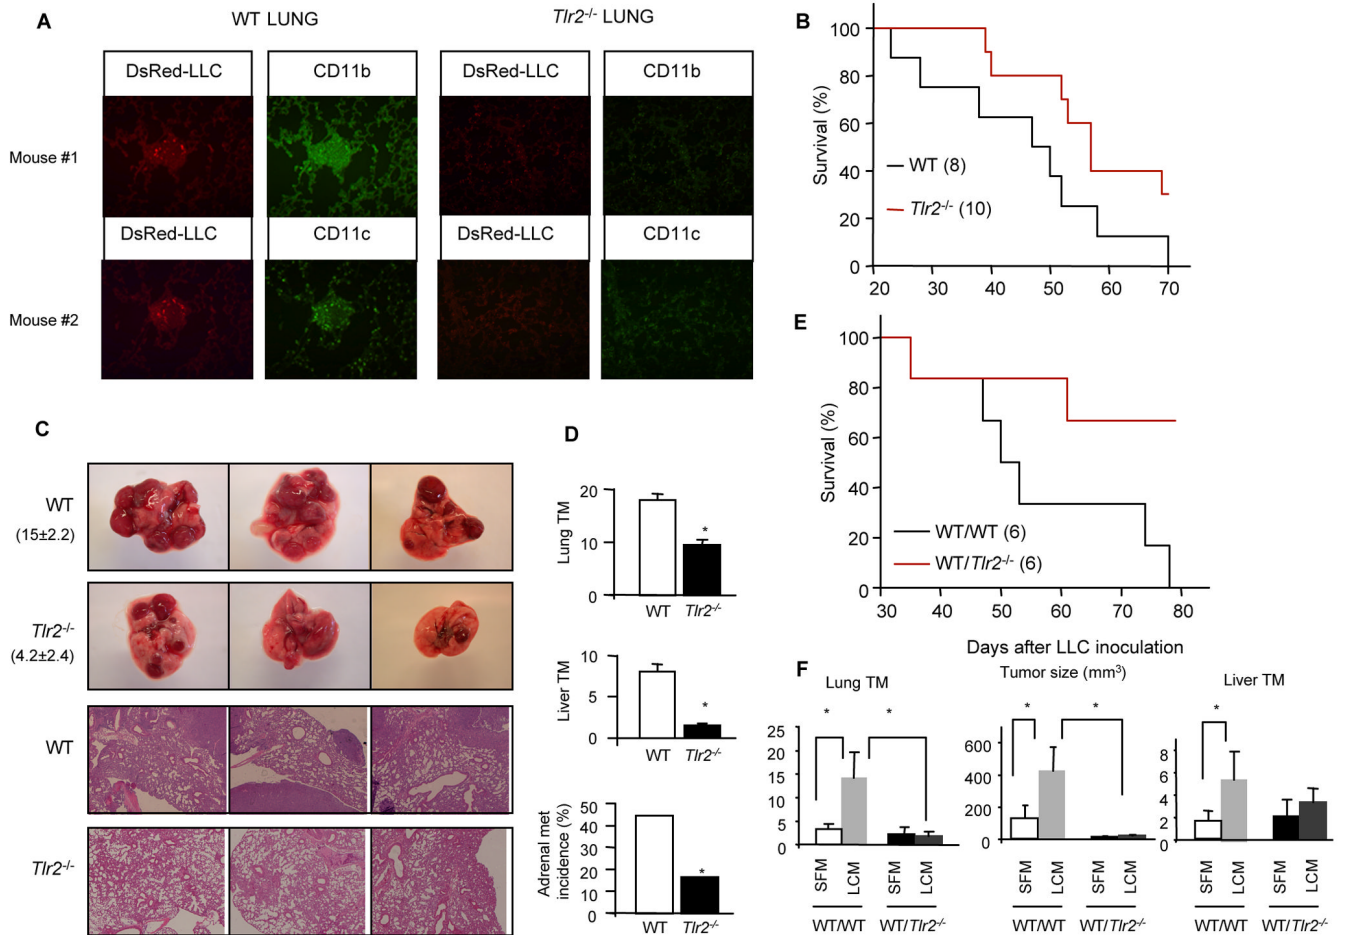 A
WT LUNG
Tlr2-/- LUNG
DsRed-LLC
CD11b
DsRed-LLC
CD11b
Mouse #1
DsRed-LLC
CD11c
DsRed-LLC
CD11c
Mouse #2
B
Survival (%)
100
80
60
40
20
0
WT (8)
Tlr2-/- (10)
20 30 40 50 60 70
E
Survival (%)
100
80
60
40
20
0
WT/WT (6)
WT/Tlr2-/- (6)
30 40 50 60 70 80
Days after LLC inoculation
C
WT
(15±2.2)
Tlr2-/-
(4.2±2.4)
WT
Tlr2-/-
D
Lung TM
20
10
0
*
WT Tlr2-/-
Liver TM
10
5
0
*
WT Tlr2-/-
Adrenal met
incidence (%)
50
40
30
20
10
0
*
WT Tlr2-/-
F
Lung TM
* *
25
20
15
10
5
0
SFM LCM SFM LCM
WT/WT WT/Tlr2-/-
Tumor size (mm3)
* *
600
400
200
0
SFM LCM SFM LCM
WT/WT WT/Tlr2-/-
Liver TM
*
8
6
4
2
0
SFM LCM SFM LCM
WT/WT WT/Tlr2-/-